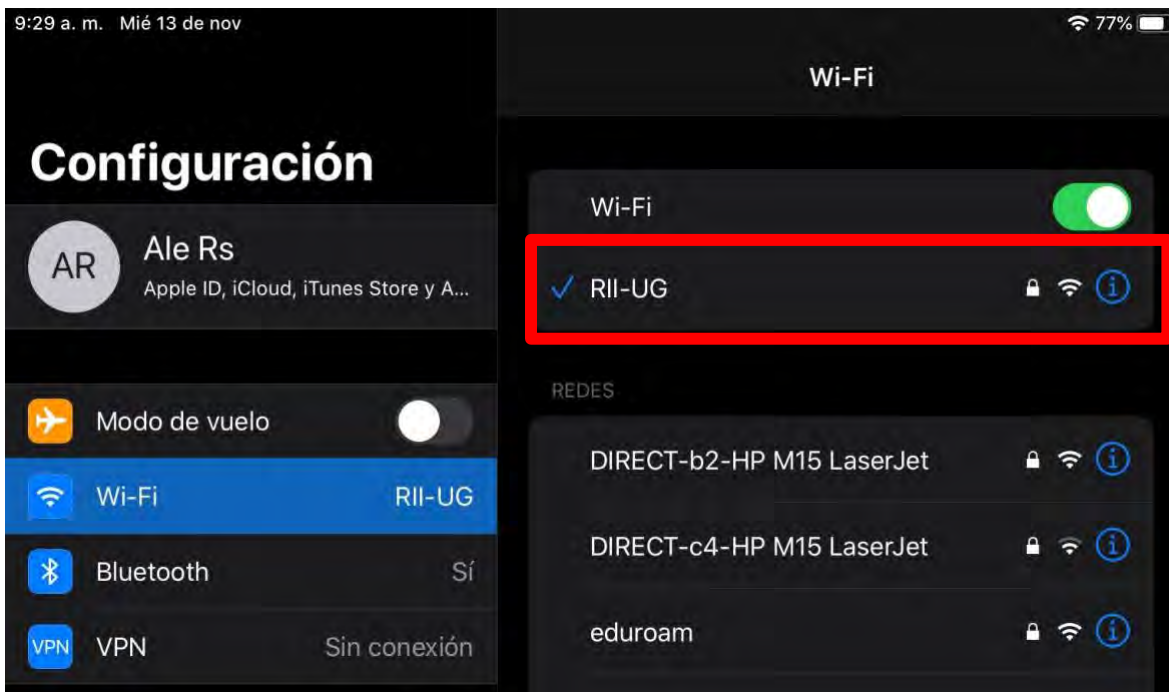 9:29 a. m. Mié 13 de nov
77%
Configuración
AR
Ale Rs
Apple ID, iCloud, iTunes Store y A...
Modo de vuelo
Wi-Fi RII-UG
Bluetooth Sí
VPN VPN Sin conexión
Wi-Fi
Wi-Fi
RII-UG
REDES
DIRECT-b2-HP M15 LaserJet
DIRECT-c4-HP M15 LaserJet
eduroam